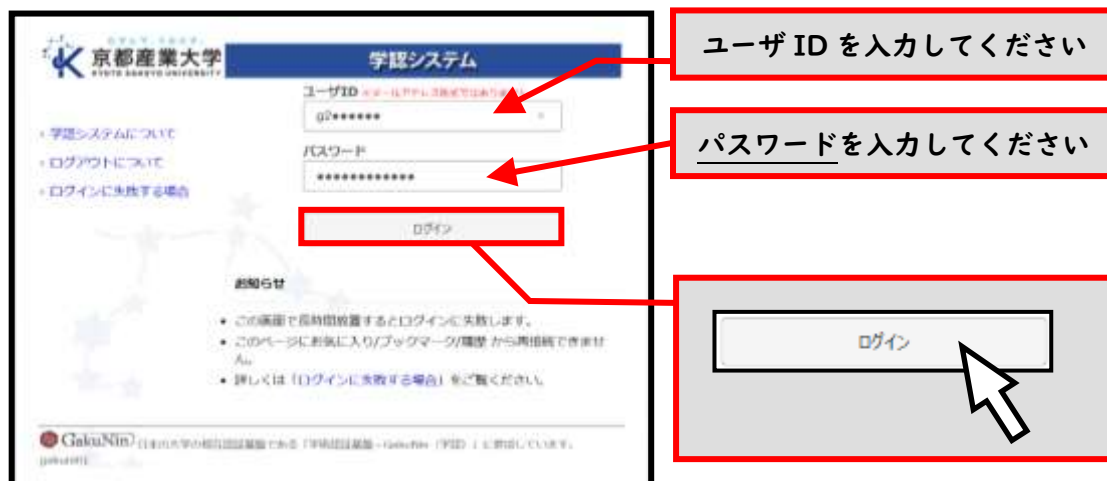 京都産業大学
KYOTO SANGYO UNIVERSITY
学認システム
ユーザID
g2******
パスワード
************
ログイン
学認システムについて
ログアウトについて
ログインに失敗する場合
お知らせ
この画面で長時間放置するとログインに失敗します。
このページにお気に入り/ブックマーク/履歴 から再接続できませ
ん。
詳しくは「ログインに失敗する場合」をご覧ください。
GakuNin
ユーザ ID を入力してください
パスワードを入力してください
ログイン